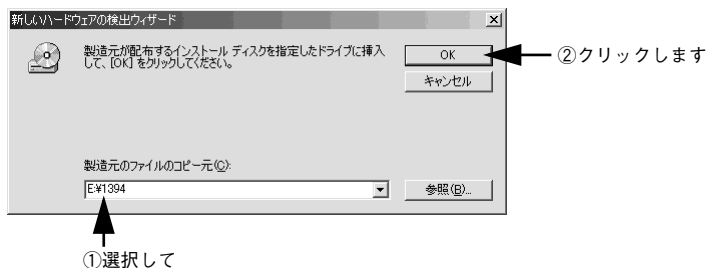 新しいハードウェアの検出ウィザード
製造元が配布するインストール ディスクを指定したドライブに挿入
して、[OK] をクリックしてください。
OK
②クリックします
キャンセル
製造元のファイルのコピー元(C):
E:¥1394
参照(B)...
①選択して